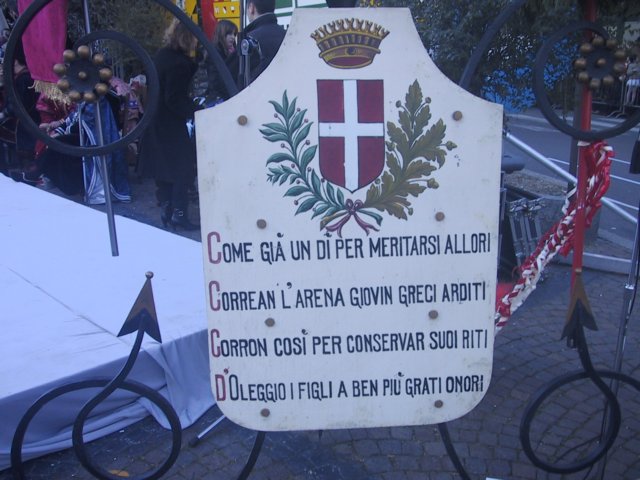 COME GIÀ UN DÌ PER MERITARSI ALLORI
CORREAN L'ARENA GIOVIN GRECI ARDITI
CORRON COSÌ PER CONSERVAR SUOI RITI
D'OLEGGIO I FIGLI A BEN PIÙ GRATI ONORI